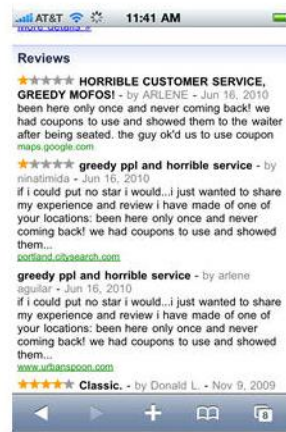 AT&T 11:41 AM
More details »
Reviews
HORRIBLE CUSTOMER SERVICE,
GREEDY MOFOS! - by ARLENE - Jun 16, 2010
been here only once and never coming back! we
had coupons to use and showed them to the waiter
after being seated. the guy ok'd us to use coupon
maps.google.com
greedy ppl and horrible service - by
ninatimida - Jun 16, 2010
if i could put no star i would...i just wanted to share
my experience and review i have made of one of
your locations: been here only once and never
coming back! we had coupons to use and showed
them...
portland.citysearch.com
greedy ppl and horrible service - by arlene
aguilar - Jun 16, 2010
if i could put no star i would...i just wanted to share
my experience and review i have made of one of
your locations: been here only once and never
coming back! we had coupons to use and showed
them...
www.urbanspoon.com
Classic. - by Donald L. - Nov 9, 2009
8